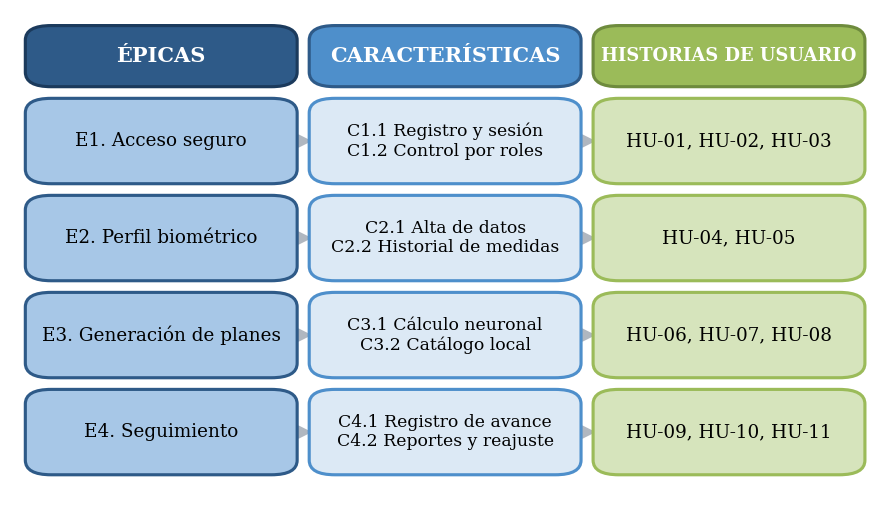 ÉPICAS
CARACTERÍSTICAS
HISTORIAS DE USUARIO
E1. Acceso seguro
C1.1 Registro y sesión
C1.2 Control por roles
HU-01, HU-02, HU-03
E2. Perfil biométrico
C2.1 Alta de datos
C2.2 Historial de medidas
HU-04, HU-05
E3. Generación de planes
C3.1 Cálculo neuronal
C3.2 Catálogo local
HU-06, HU-07, HU-08
E4. Seguimiento
C4.1 Registro de avance
C4.2 Reportes y reajuste
HU-09, HU-10, HU-11